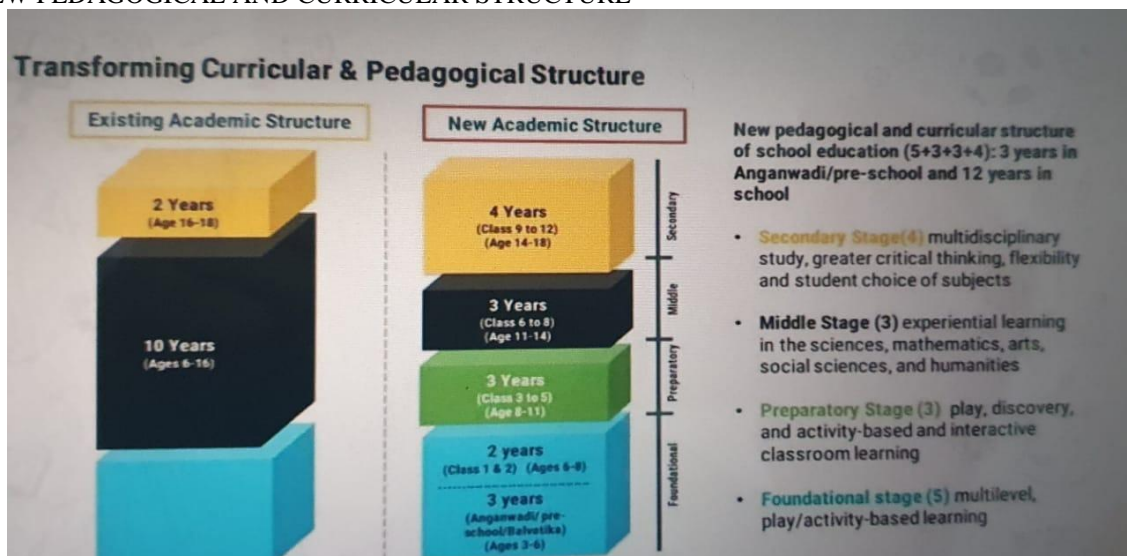 EW PEDAGOGICAL AND CURRICULAR STRUCTURE
Transforming Curricular & Pedagogical Structure
Existing Academic Structure
2 Years
(Age 16-18)
10 Years
(Ages 6-16)
New Academic Structure
4 Years
(Class 9 to 12)
(Age 14-18)
Secondary
3 Years
(Class 6 to 8)
(Age 11-14)
Middle
3 Years
(Class 3 to 5)
(Age 8-11)
Preparatory
2 years
(Class 1 & 2) (Ages 6-8)
3 years
(Anganwadi/pre-
school/Balvatika)
(Ages 3-6)
Foundational
New pedagogical and curricular structure
of school education (5+3+3+4): 3 years in
Anganwadi/pre-school and 12 years in
school
• Secondary Stage(4) multidisciplinary
study, greater critical thinking, flexibility
and student choice of subjects
• Middle Stage (3) experiential learning
in the sciences, mathematics, arts,
social sciences, and humanities
• Preparatory Stage (3) play, discovery,
and activity-based and interactive
classroom learning
• Foundational stage (5) multilevel,
play/activity-based learning